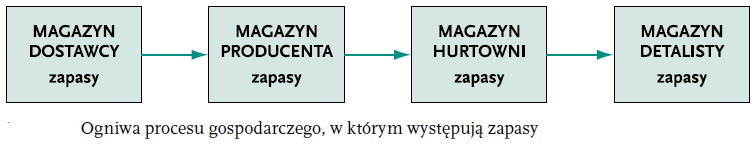 MAGAZYN
DOSTAWCY
zapasy
MAGAZYN
PRODUCENTA
zapasy
MAGAZYN
HURTOWNI
zapasy
MAGAZYN
DETALISTY
zapasy
Ogniwa procesu gospodarczego, w którym występują zapasy